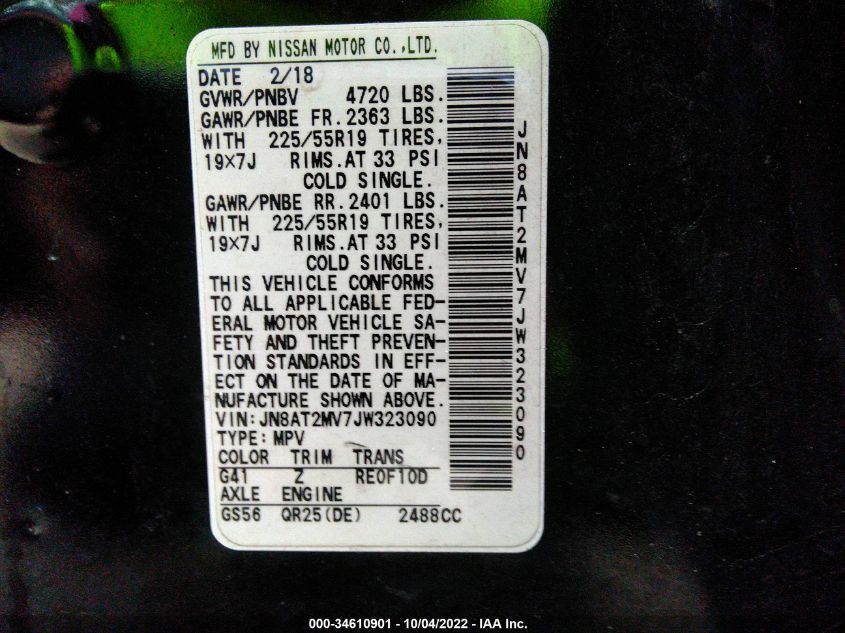 MFD BY NISSAN MOTOR CO.,LTD.
DATE 2/18
GVWR/PNBV 4720 LBS.
GAWR/PNBE FR.2363 LBS.
WITH 225/55R19 TIRES,
19×7J RIMS.AT 33 PSI
COLD SINGLE.
GAWR/PNBE RR.2401 LBS.
WITH 225/55R19 TIRES,
19×7J RIMS.AT 33 PSI
COLD SINGLE.
THIS VEHICLE CONFORMS
TO ALL APPLICABLE FED-
ERAL MOTOR VEHICLE SA-
FETY AND THEFT PREVEN-
TION STANDARDS IN EFF-
ECT ON THE DATE OF MA-
NUFACTURE SHOWN ABOVE.
VIN:JN8AT2MV7JW323090
TYPE:MPV
COLOR TRIM TRANS
G41 Z RE0F10D
AXLE ENGINE
GS56 QR25(DE) 2488CC
JN8AT2MV7JW323090
000-34610901 - 10/04/2022 - IAA Inc.